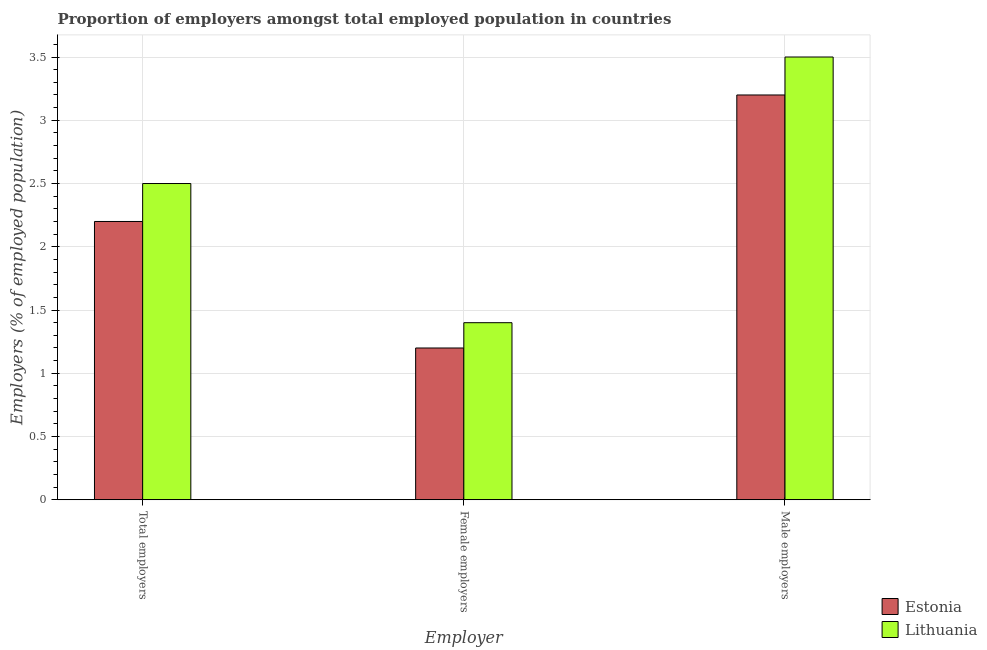 Proportion of employers amongst total employed population in countries
Employers (% of employed population)
3.5
3
2.5
2
1.5
1
0.5
0
Total employers
Female employers
Male employers
Employer
Estonia
Lithuania